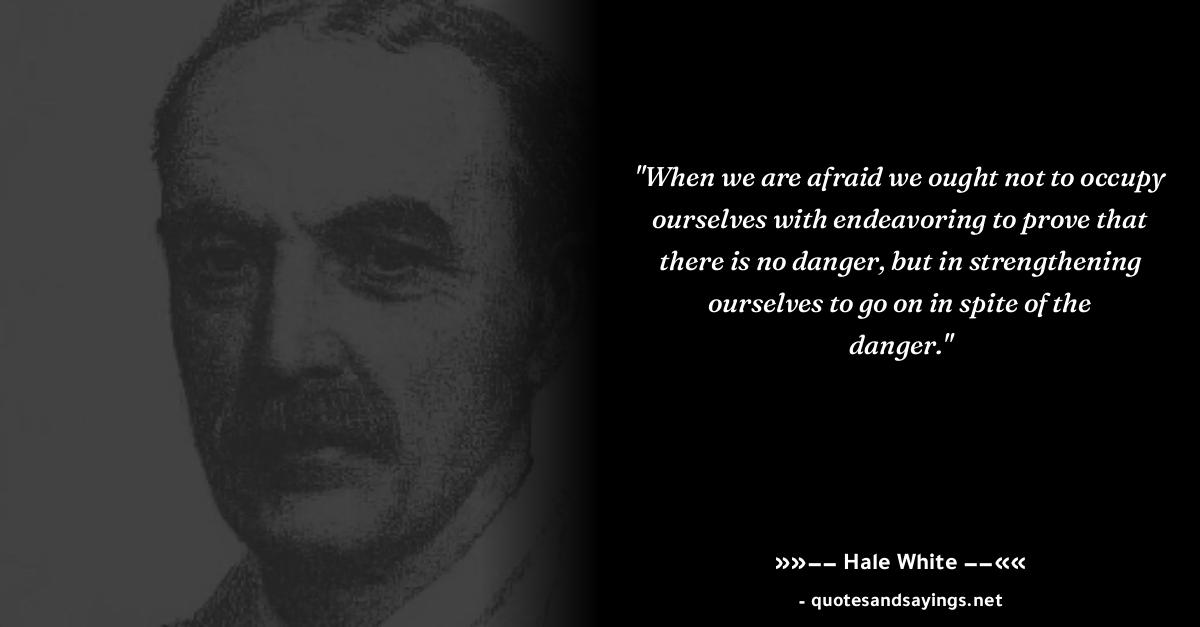 "When we are afraid we ought not to occupy
ourselves with endeavoring to prove that
there is no danger, but in strengthening
ourselves to go on in spite of the
danger."
»»−− Hale White −−««
- quotesandsayings.net